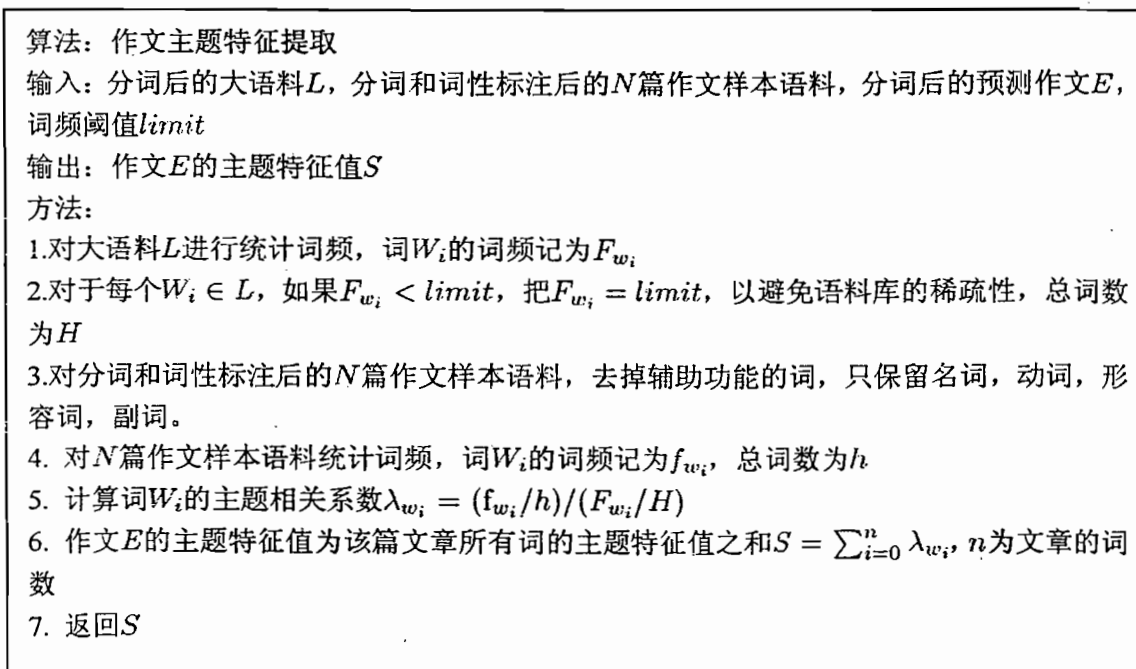 算法：作文主题特征提取
输入：分词后的大语料L，分词和词性标注后的N篇作文样本语料，分词后的预测作文E，
词频阈值limit
输出：作文E的主题特征值S
方法：
1.对大语料L进行统计词频，词W_i的词频记为F_{w_i}
2.对于每个W_i ∈ L，如果F_{w_i} < limit，把F_{w_i} = limit，以避免语料库的稀疏性，总词数
为H
3.对分词和词性标注后的N篇作文样本语料，去掉辅助功能的词，只保留名词，动词，形
容词，副词。
4. 对N篇作文样本语料统计词频，词W_i的词频记为f_{w_i}，总词数为h
5. 计算词W_i的主题相关系数λ_{w_i} = (f_{w_i}/h)/(F_{w_i}/H)
6. 作文E的主题特征值为该篇文章所有词的主题特征值之和S = ∑_{i=0}^{n} λ_{w_i}, n为文章的词
数
7. 返回S